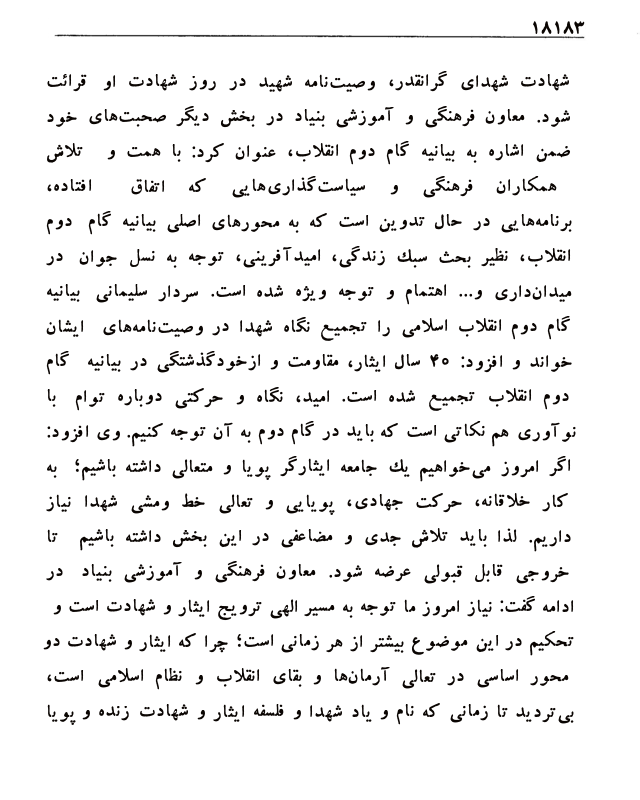 ۱۸۱۸۳
شهادت شهدای گرانقدر، وصیت‌نامه شهید در روز شهادت او قرائت
شود. معاون فرهنگی و آموزشی بنیاد در بخش دیگر صحبت‌های خود
ضمن اشاره به بیانیه گام دوم انقلاب، عنوان کرد: با همت و تلاش
همکاران فرهنگی و سیاست‌گذاری‌هایی که اتفاق افتاده،
برنامه‌هایی در حال تدوین است که به محورهای اصلی بیانیه گام دوم
انقلاب، نظیر بحث سبك زندگی، امیدآفرینی، توجه به نسل جوان در
میدان‌داری و... اهتمام و توجه ویژه شده است. سردار سلیمانی بیانیه
گام دوم انقلاب اسلامی را تجمیع نگاه شهدا در وصیت‌نامه‌های ایشان
خواند و افزود: ۴۰ سال ایثار، مقاومت و ازخودگذشتگی در بیانیه گام
دوم انقلاب تجمیع شده است. امید، نگاه و حرکتی دوباره توام با
نوآوری هم نکاتی است که باید در گام دوم به آن توجه کنیم. وی افزود:
اگر امروز می‌خواهیم یك جامعه ایثارگر پویا و متعالی داشته باشیم؛ به
کار خلاقانه، حرکت جهادی، پویایی و تعالی خط ومشی شهدا نیاز
داریم. لذا باید تلاش جدی و مضاعفی در این بخش داشته باشیم تا
خروجی قابل قبولی عرضه شود. معاون فرهنگی و آموزشی بنیاد در
ادامه گفت: نیاز امروز ما توجه به مسیر الهی ترویج ایثار و شهادت است و
تحکیم در این موضوع بیشتر از هر زمانی است؛ چرا که ایثار و شهادت دو
محور اساسی در تعالی آرمان‌ها و بقای انقلاب و نظام اسلامی است،
بی‌تردید تا زمانی که نام و یاد شهدا و فلسفه ایثار و شهادت زنده و پویا